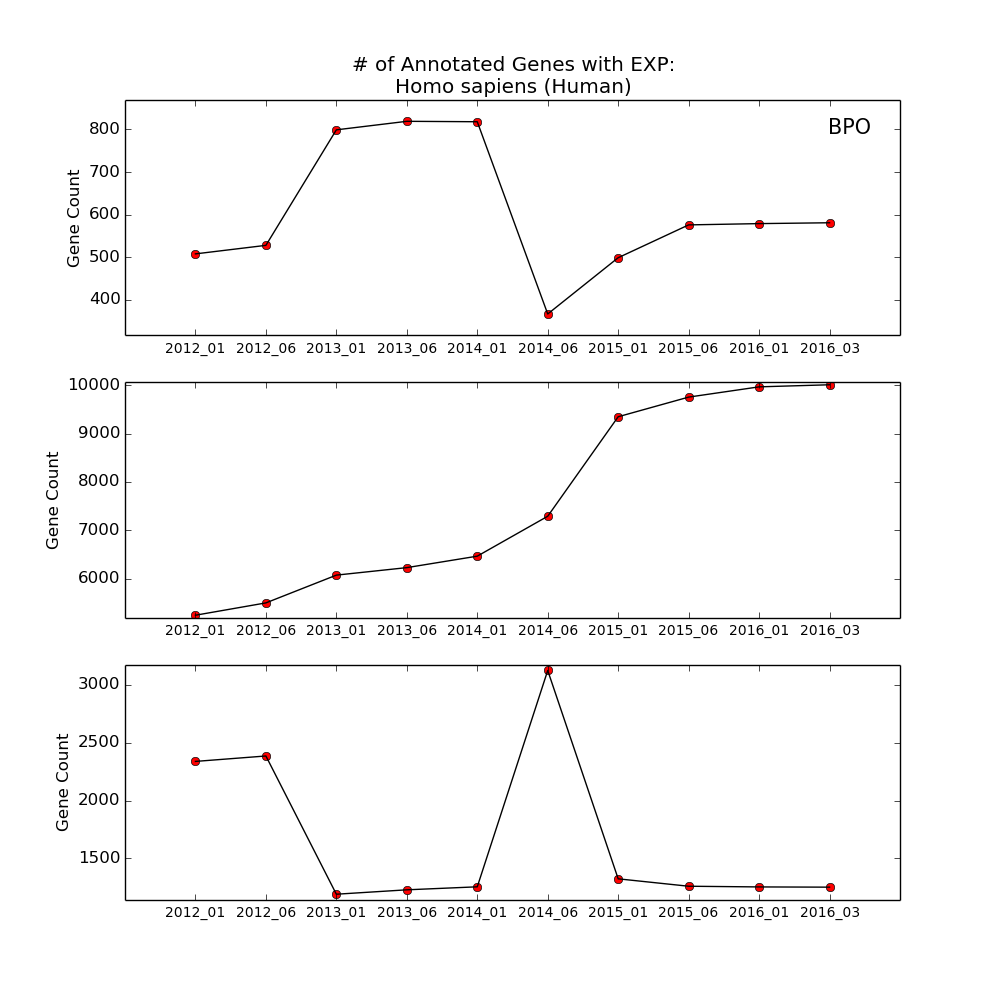 # of Annotated Genes with EXP:
Homo sapiens (Human)
BPO
Gene Count
800
700
600
500
400
2012_01 2012_06 2013_01 2013_06 2014_01 2014_06 2015_01 2015_06 2016_01 2016_03
Gene Count
10000
9000
8000
7000
6000
2012_01 2012_06 2013_01 2013_06 2014_01 2014_06 2015_01 2015_06 2016_01 2016_03
Gene Count
3000
2500
2000
1500
2012_01 2012_06 2013_01 2013_06 2014_01 2014_06 2015_01 2015_06 2016_01 2016_03